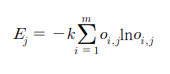 E_j = -k \sum_{i=1}^{m} o_{i,j} \ln o_{i,j}